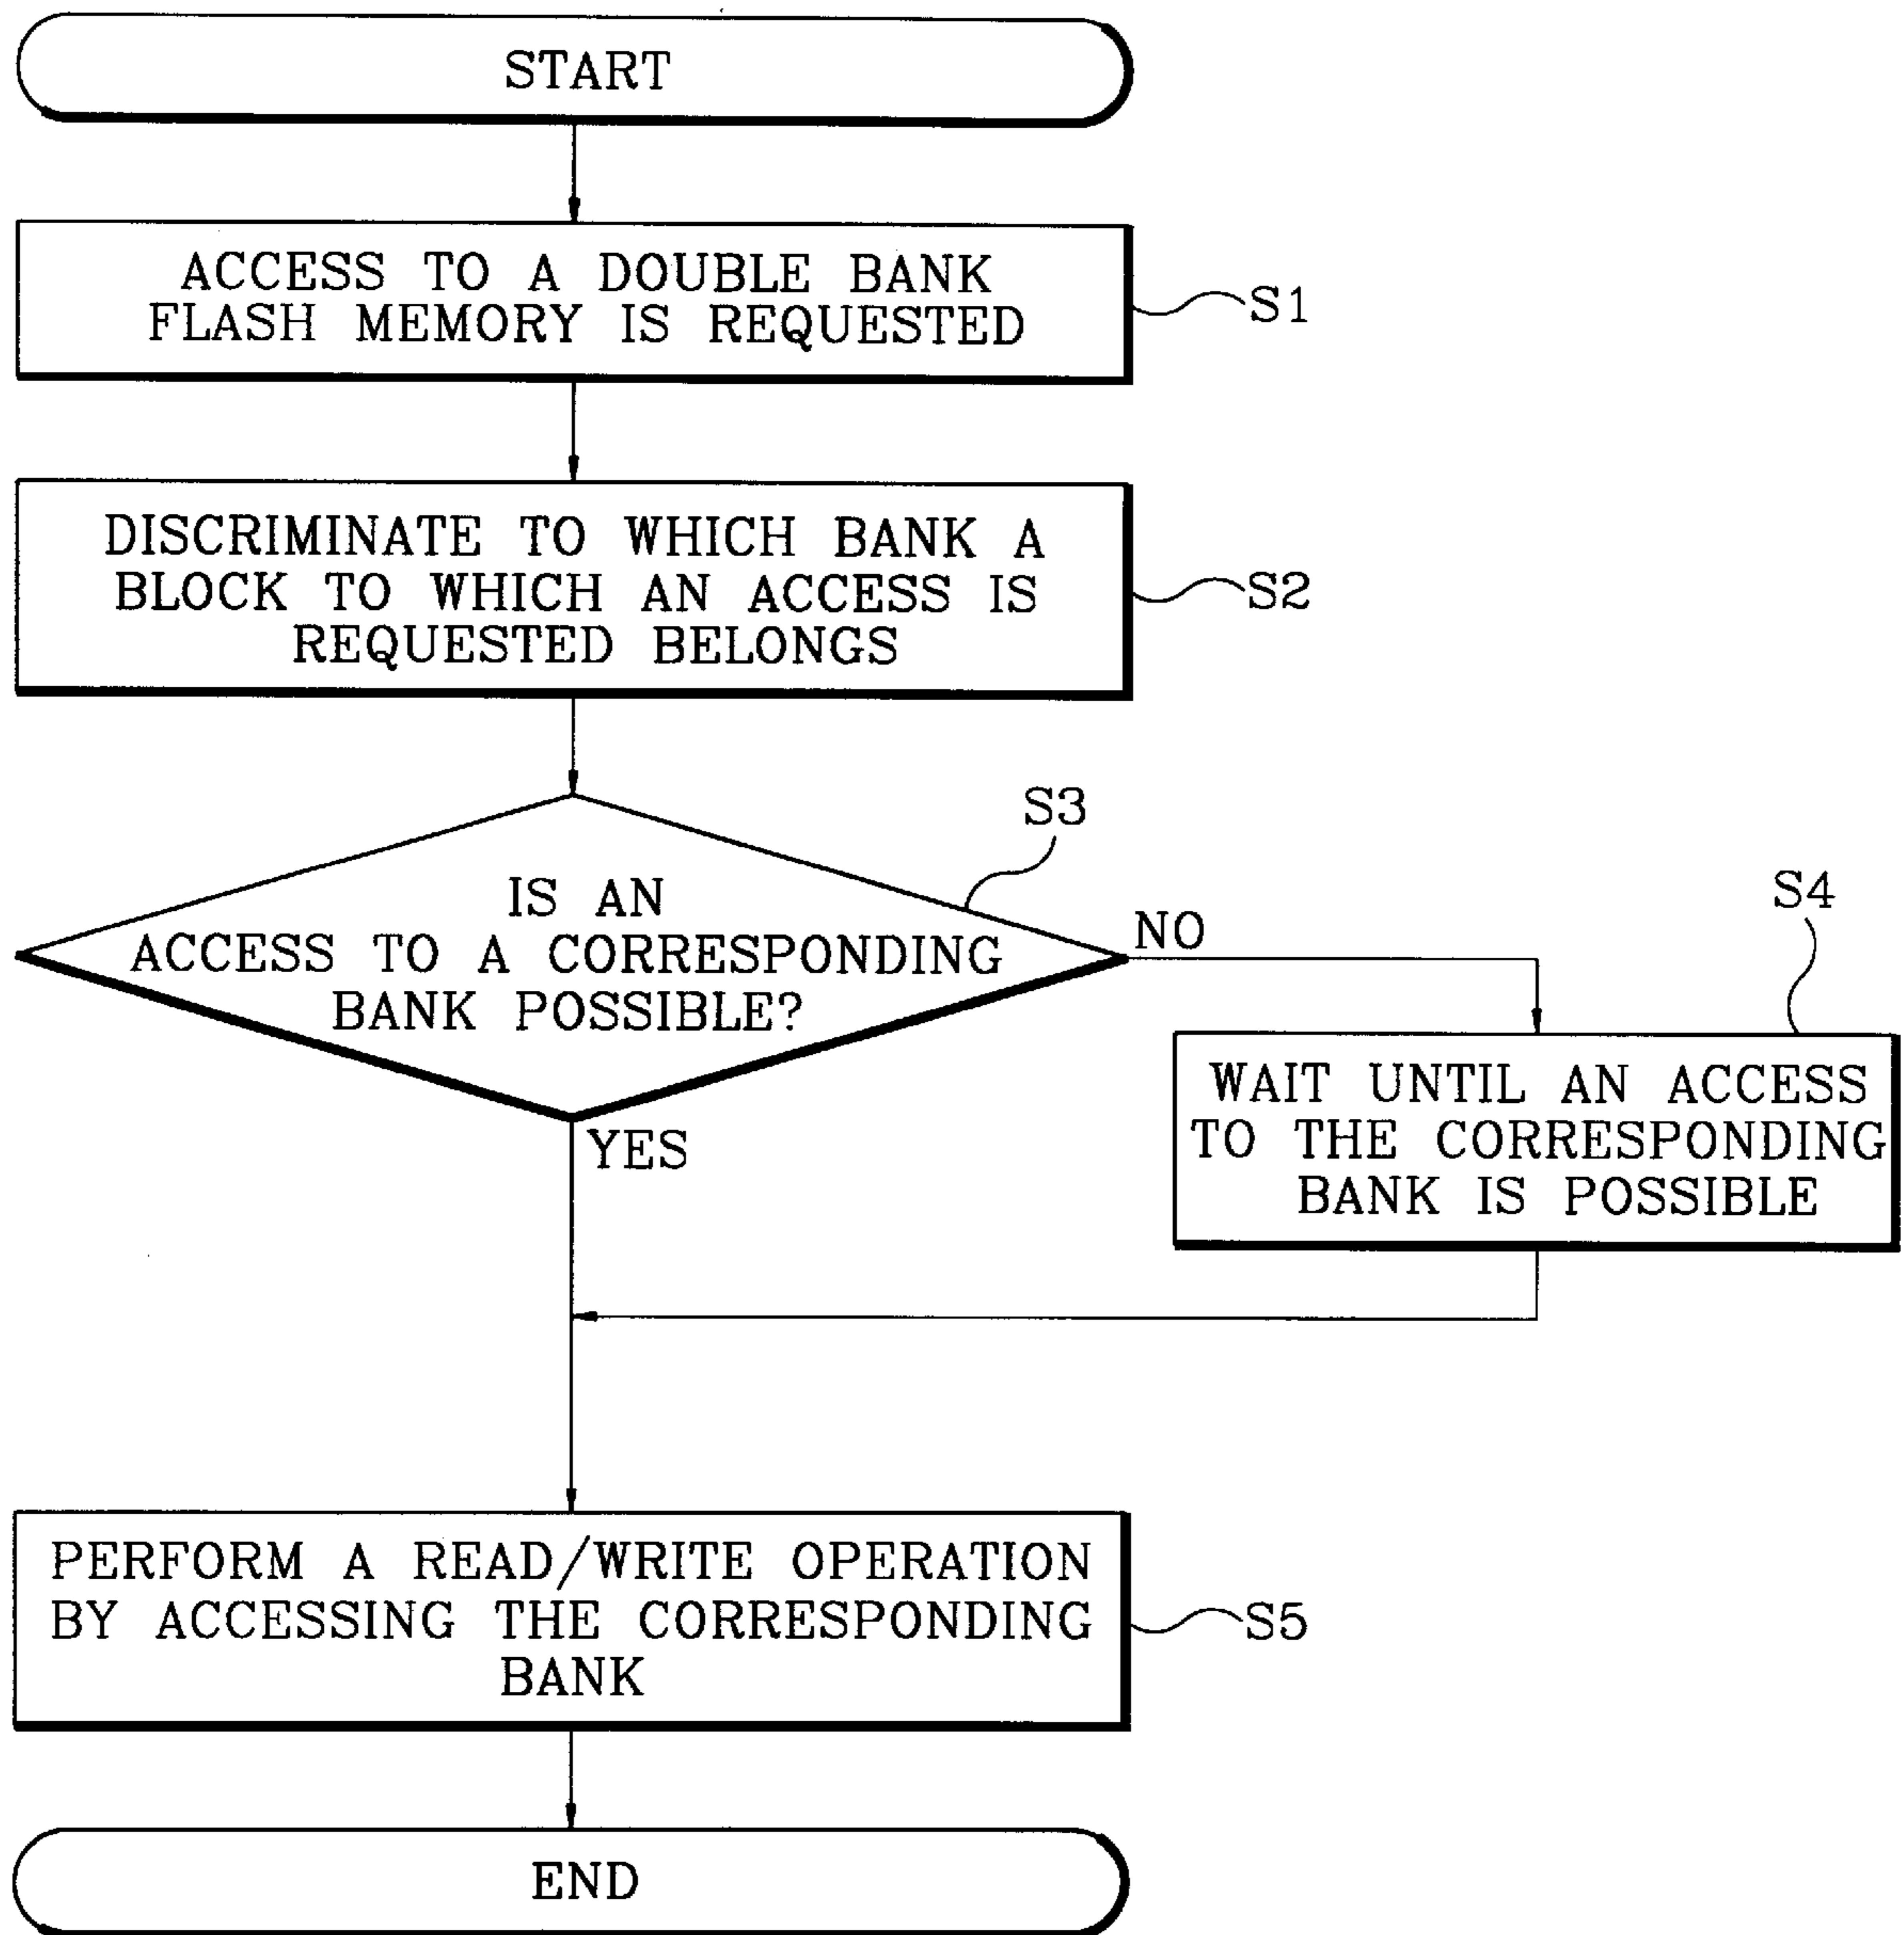 START
ACCESS TO A DOUBLE BANK
FLASH MEMORY IS REQUESTED
S1
DISCRIMINATE TO WHICH BANK A
BLOCK TO WHICH AN ACCESS IS
REQUESTED BELONGS
S2
S3
IS AN
ACCESS TO A CORRESPONDING
BANK POSSIBLE?
NO
YES
S4
WAIT UNTIL AN ACCESS
TO THE CORRESPONDING
BANK IS POSSIBLE
PERFORM A READ/WRITE OPERATION
BY ACCESSING THE CORRESPONDING
BANK
S5
END